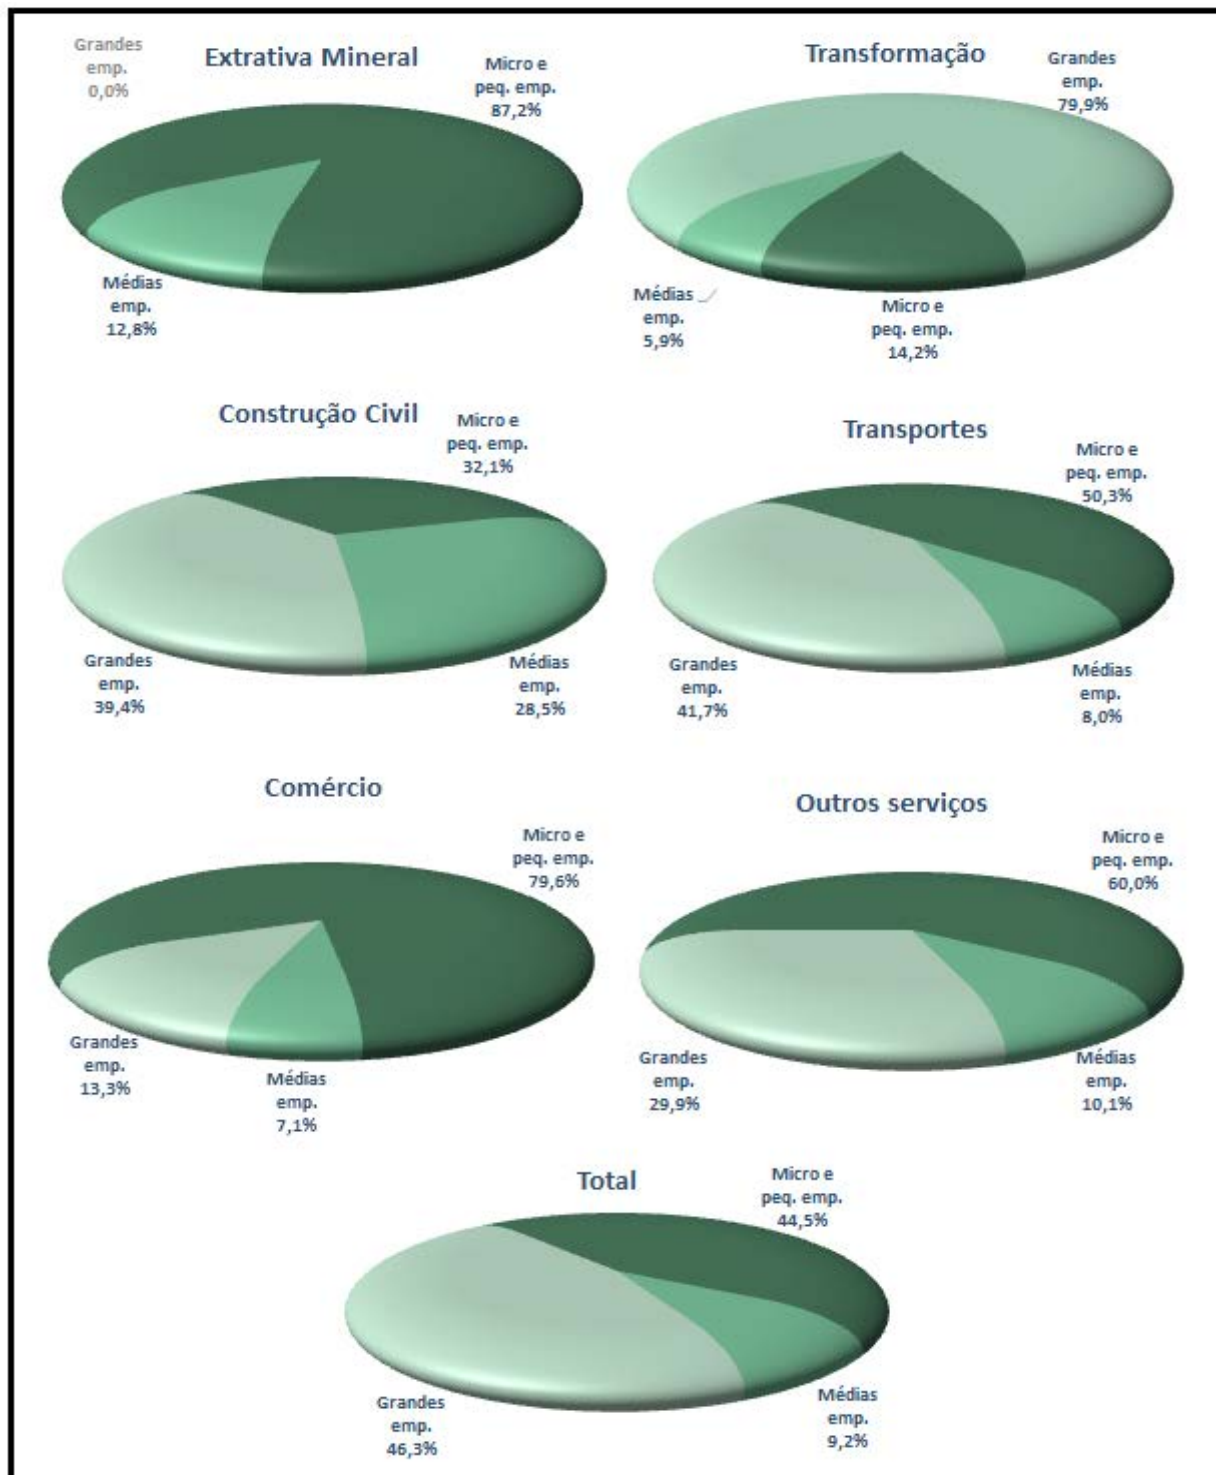 Extrativa Mineral
Grandes
emp.
0,0%
Micro e
peq. emp.
87,2%
Médias
emp.
12,8%
Transformação
Grandes
emp.
79,9%
Médias
emp.
5,9%
Micro e
peq. emp.
14,2%
Construção Civil
Micro e
peq. emp.
32,1%
Grandes
emp.
39,4%
Médias
emp.
28,5%
Transportes
Micro e
peq. emp.
50,3%
Grandes
emp.
41,7%
Médias
emp.
8,0%
Comércio
Micro e
peq. emp.
79,6%
Grandes
emp.
13,3%
Médias
emp.
7,1%
Outros serviços
Micro e
peq. emp.
60,0%
Grandes
emp.
29,9%
Médias
emp.
10,1%
Total
Micro e
peq. emp.
44,5%
Grandes
emp.
46,3%
Médias
emp.
9,2%